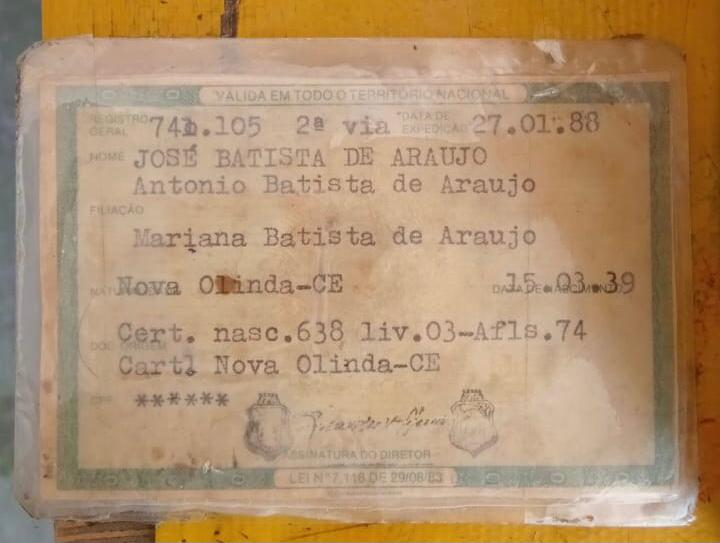 VALIDA EM TODO O TERRITÓRIO NACIONAL
REGISTRO GERAL 741.105 2ª via DATA DE EXPEDIÇÃO 27.01.88
NOME JOSÉ BATISTA DE ARAUJO
Antonio Batista de Araujo
FILIAÇÃO
Mariana Batista de Araujo
Nova Olinda-CE DATA DE NASCIMENTO 15.03.39
DOC ORIGEM Cert. nasc.638 liv.03-Afls.74
Cartl Nova Olinda-CE
CPF ******
ASSINATURA DO DIRETOR
LEI Nº 7.116 DE 29/08/83